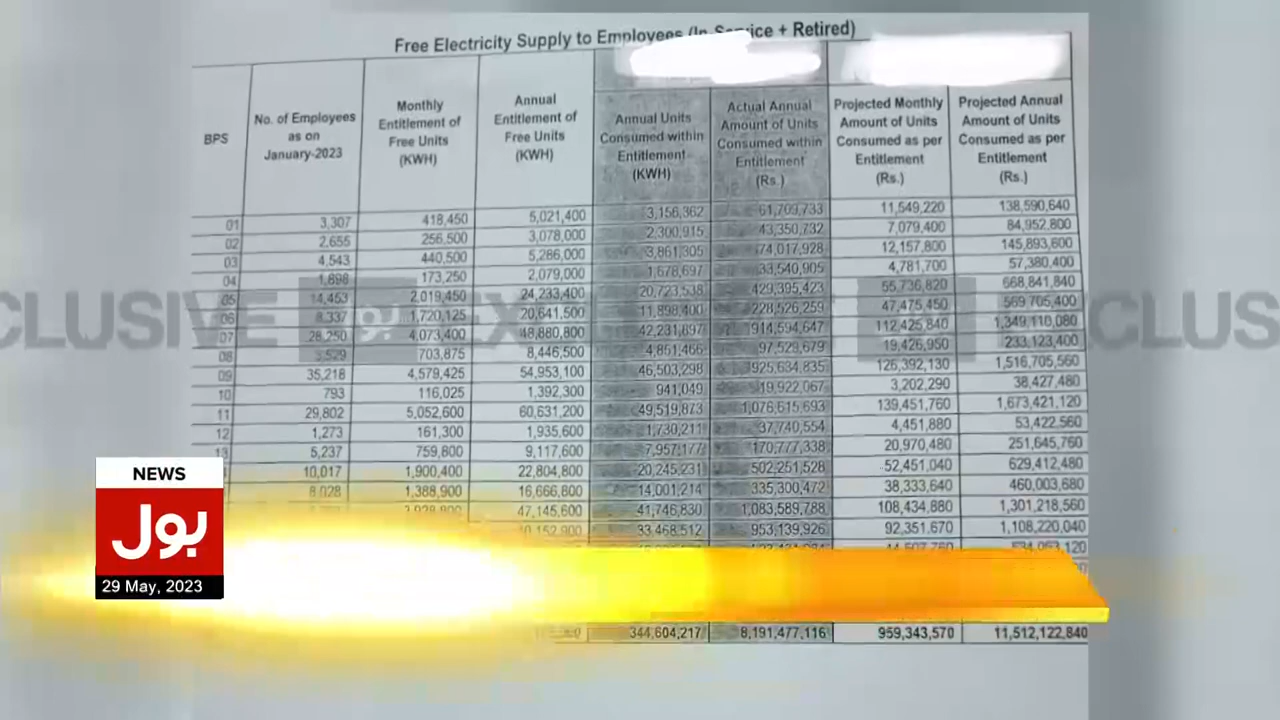 Free Electricity Supply to Employees (In-Service + Retired)
BPS No. of Employees as on January-2023 Monthly Entitlement of Free Units (KWH) Annual Entitlement of Free Units (KWH) Annual Units Consumed within Entitlement (KWH) Actual Annual Amount of Units Consumed within Entitlement (Rs.) Projected Monthly Amount of Units Consumed as per Entitlement (Rs.) Projected Annual Amount of Units Consumed as per Entitlement (Rs.)
01 3,307 418,450 5,021,400 3,156,362 61,709,733 11,549,220 138,590,640
02 2,655 256,500 3,078,000 2,300,915 43,350,732 7,079,400 84,952,800
03 4,543 440,500 5,286,000 3,861,305 74,017,928 12,157,800 145,893,600
04 1,898 173,250 2,079,000 1,678,697 33,540,905 4,781,700 57,380,400
05 14,453 2,019,450 24,233,400 20,723,538 429,395,423 55,736,820 668,841,840
06 8,337 1,720,125 20,641,500 11,898,400 228,526,259 47,475,450 569,705,400
07 28,250 4,073,400 48,880,800 42,231,897 914,594,647 112,425,840 1,349,110,080
08 3,529 703,875 8,446,500 4,851,466 97,529,679 19,426,950 233,123,400
09 35,218 4,579,425 54,953,100 46,503,298 925,634,835 126,392,130 1,516,705,560
10 793 116,025 1,392,300 941,049 19,922,067 3,202,290 38,427,480
11 29,802 5,052,600 60,631,200 49,519,873 1,076,615,693 139,451,760 1,673,421,120
12 1,273 161,300 1,935,600 1,730,211 37,740,554 4,451,880 53,422,560
13 5,237 759,800 9,117,600 7,957,177 170,777,338 20,970,480 251,645,760
10,017 1,900,400 22,804,800 20,245,231 502,251,528 52,451,040 629,412,480
8,028 1,388,900 16,666,800 14,001,214 335,300,472 38,333,640 460,003,680
47,145,600 41,746,830 1,083,589,788 108,434,880 1,301,218,560
33,468,512 953,139,926 92,351,670 1,108,220,040
344,604,217 8,191,477,116 959,343,570 11,512,122,840
CLUSIVE EXCLUS
NEWS
بول
29 May, 2023